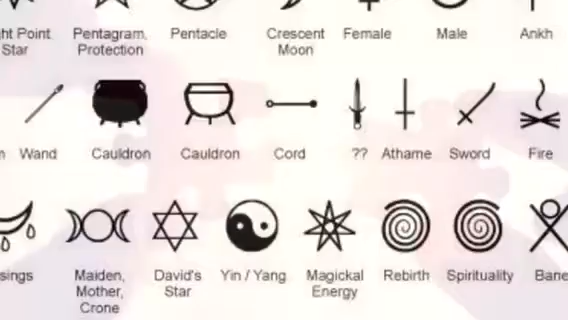 ht Point Pentagram, Pentacle Crescent Female Male Ankh
Star Protection Moon
n Wand Cauldron Cauldron Cord ?? Athame Sword Fire
sings Maiden, David's Yin / Yang Magickal Rebirth Spirituality Bane
Mother, Star Energy
Crone